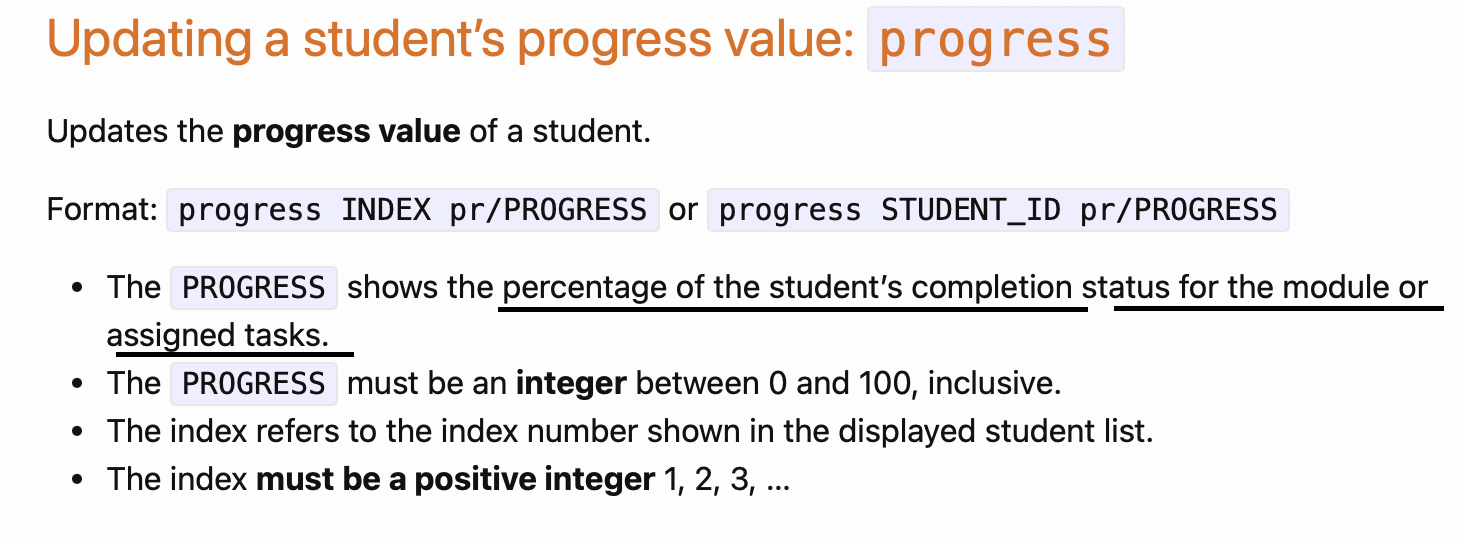 Updating a student’s progress value: progress
Updates the progress value of a student.
Format: progress INDEX pr/PROGRESS or progress STUDENT_ID pr/PROGRESS
• The PROGRESS shows the percentage of the student’s completion status for the module or
assigned tasks.
• The PROGRESS must be an integer between 0 and 100, inclusive.
• The index refers to the index number shown in the displayed student list.
• The index must be a positive integer 1, 2, 3, …